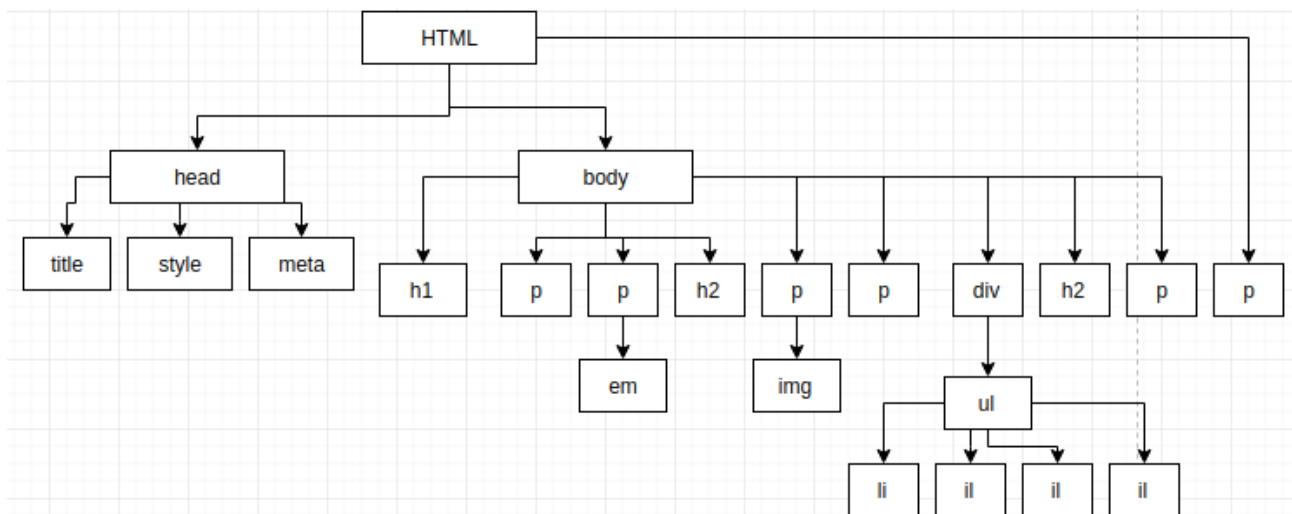 HTML
head
body
title
style
meta
h1
p
p
h2
p
p
div
h2
p
p
em
img
ul
li
il
il
il